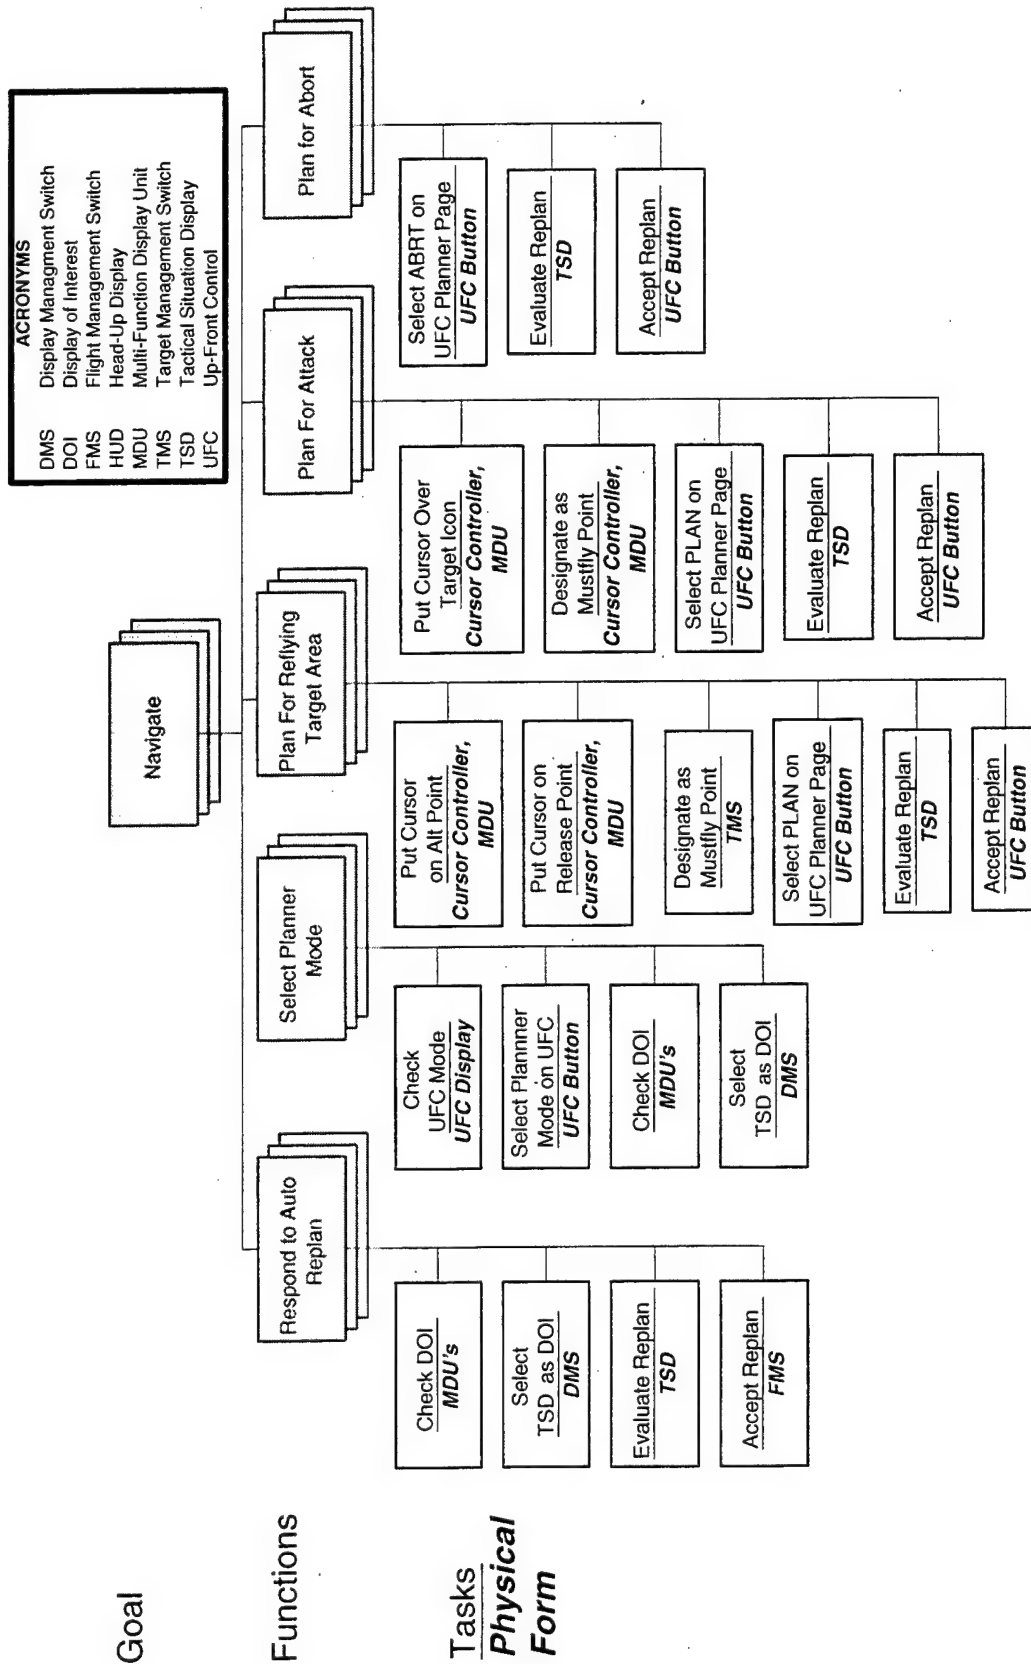 ACRONYMS
DMS Display Managment Switch
DOI Display of Interest
FMS Flight Management Switch
HUD Head-Up Display
MDU Multi-Function Display Unit
TMS Target Management Switch
TSD Tactical Situation Display
UFC Up-Front Control
Goal
Navigate
Functions
Respond to Auto
Replan
Select Planner
Mode
Plan For Reflying
Target Area
Plan For Attack
Plan for Abort
Tasks
Physical
Form
Check DOI
MDU's
Select
TSD as DOI
DMS
Evaluate Replan
TSD
Accept Replan
FMS
Check
UFC Mode
UFC Display
Select Plannner
Mode on UFC
UFC Button
Check DOI
MDU's
Select
TSD as DOI
DMS
Put Cursor
on Alt Point
Cursor Controller,
MDU
Put Cursor on
Release Point
Cursor Controller,
MDU
Designate as
Mustfly Point
TMS
Select PLAN on
UFC Planner Page
UFC Button
Evaluate Replan
TSD
Accept Replan
UFC Button
Put Cursor Over
Target Icon
Cursor Controller,
MDU
Designate as
Mustfly Point
Cursor Controller,
MDU
Select PLAN on
UFC Planner Page
UFC Button
Evaluate Replan
TSD
Accept Replan
UFC Button
Select ABRT on
UFC Planner Page
UFC Button
Evaluate Replan
TSD
Accept Replan
UFC Button